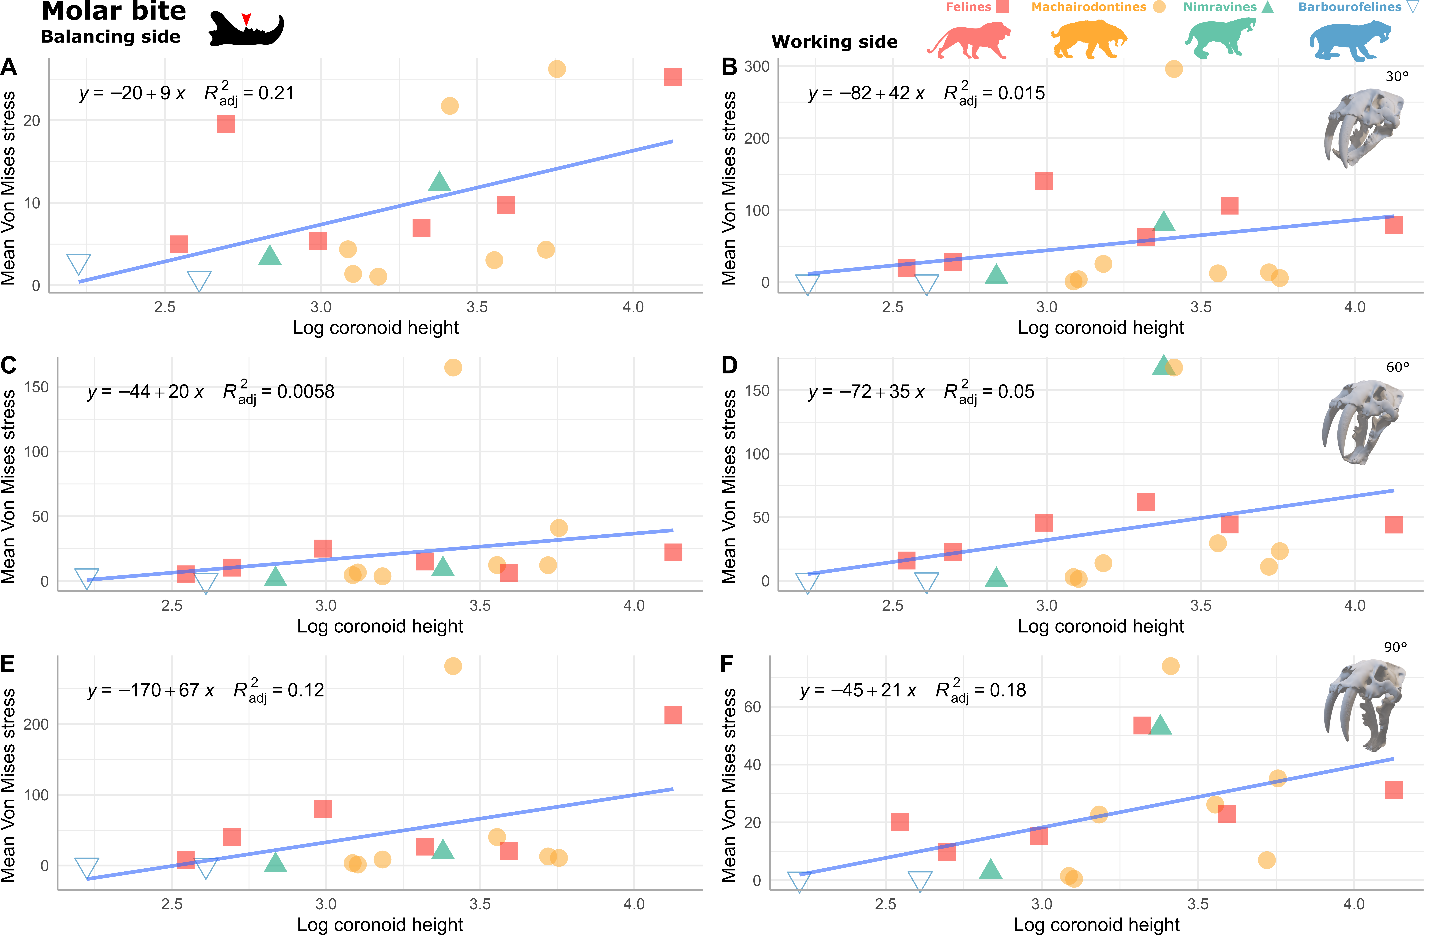 Molar bite
Balancing side
Working side
Felines
Machairodontines
Nimravines
Barbourofelines
A
y = −20 + 9 x R²adj = 0.21
Mean Von Mises stress
20
10
0
2.5 3.0 3.5 4.0
Log coronoid height
B
y = −82 + 42 x R²adj = 0.015
30°
Mean Von Mises stress
300
200
100
0
2.5 3.0 3.5 4.0
Log coronoid height
C
y = −44 + 20 x R²adj = 0.0058
Mean Von Mises stress
150
100
50
0
2.5 3.0 3.5 4.0
Log coronoid height
D
y = −72 + 35 x R²adj = 0.05
60°
Mean Von Mises stress
150
100
50
0
2.5 3.0 3.5 4.0
Log coronoid height
E
y = −170 + 67 x R²adj = 0.12
Mean Von Mises stress
200
100
0
2.5 3.0 3.5 4.0
Log coronoid height
F
y = −45 + 21 x R²adj = 0.18
90°
Mean Von Mises stress
60
40
20
0
2.5 3.0 3.5 4.0
Log coronoid height